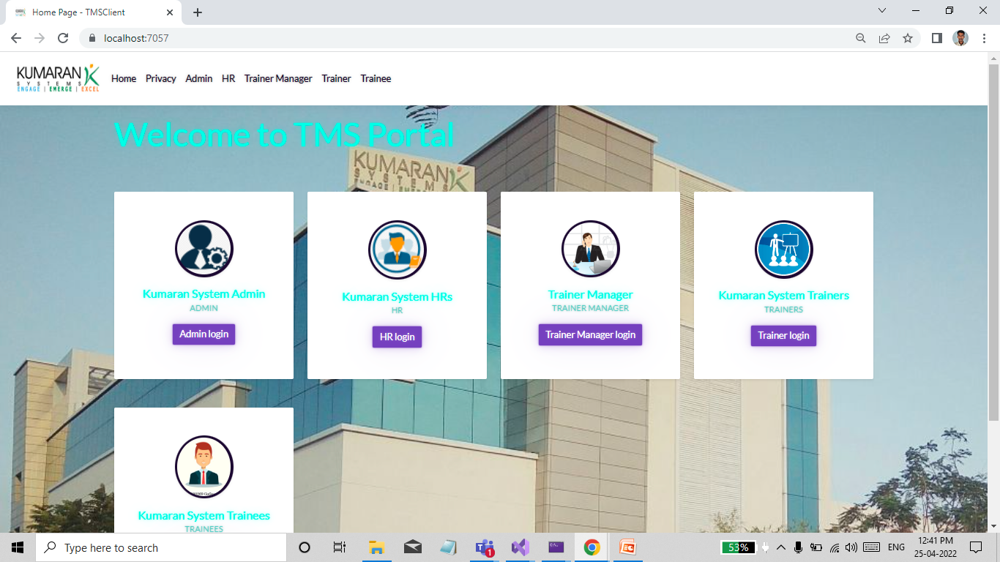 Home Page - TMSClient
localhost:7057
KUMARAN
SYSTEMS
ENGAGE | EMERGE | EXCEL
Home Privacy Admin HR Trainer Manager Trainer Trainee
Welcome to TMS Portal
KUMARAN
SYSTEMS
Kumaran System Admin
ADMIN
Admin login
Kumaran System HRs
HR
HR login
Trainer Manager
TRAINER MANAGER
Trainer Manager login
Kumaran System Trainers
TRAINERS
Trainer login
Kumaran System Trainees
TRAINEES
Type here to search
1
53%
ENG
12:41 PM
25-04-2022